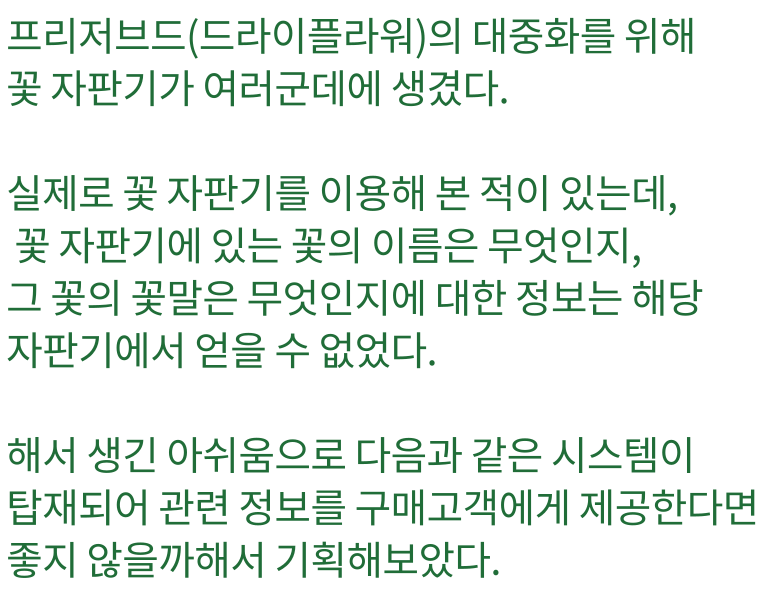 프리저브드(드라이플라워)의 대중화를 위해
꽃 자판기가 여러군데에 생겼다.
실제로 꽃 자판기를 이용해 본 적이 있는데,
꽃 자판기에 있는 꽃의 이름은 무엇인지,
그 꽃의 꽃말은 무엇인지에 대한 정보는 해당
자판기에서 얻을 수 없었다.
해서 생긴 아쉬움으로 다음과 같은 시스템이
탑재되어 관련 정보를 구매고객에게 제공한다면
좋지 않을까해서 기획해보았다.